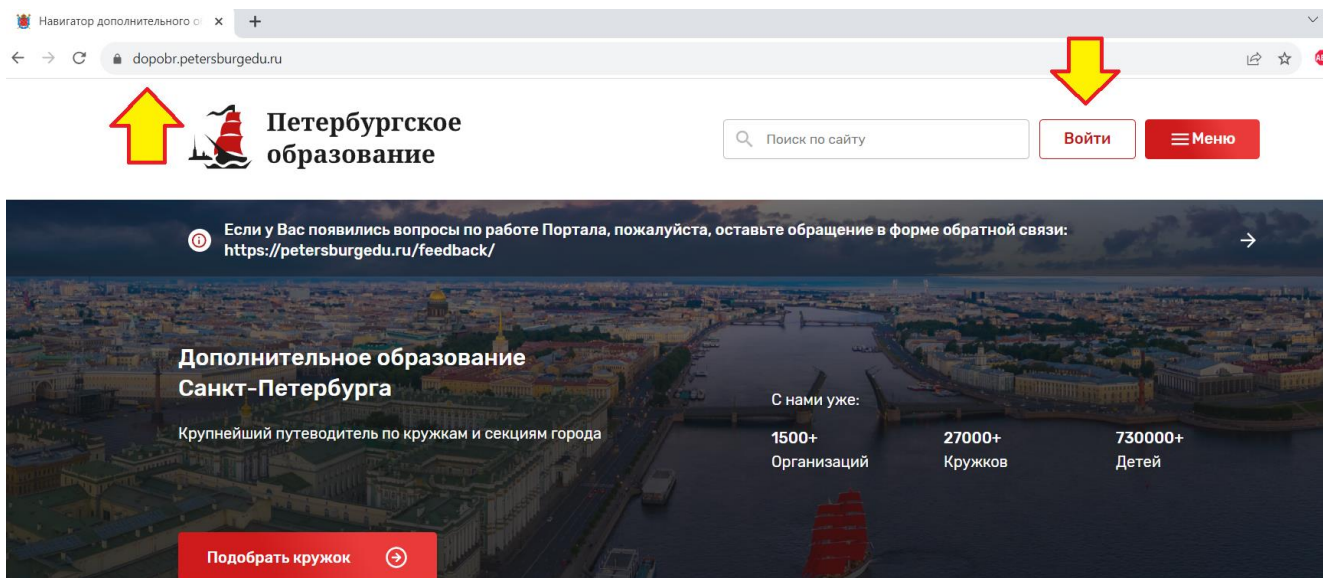 Навигатор дополнительного о
dopobr.petersburgedu.ru
Петербургское
образование
Поиск по сайту
Войти
Меню
Если у Вас появились вопросы по работе Портала, пожалуйста, оставьте обращение в форме обратной связи:
https://petersburgedu.ru/feedback/
Дополнительное образование
Санкт-Петербурга
Крупнейший путеводитель по кружкам и секциям города
С нами уже:
1500+ 27000+ 730000+
Организаций Кружков Детей
Подобрать кружок